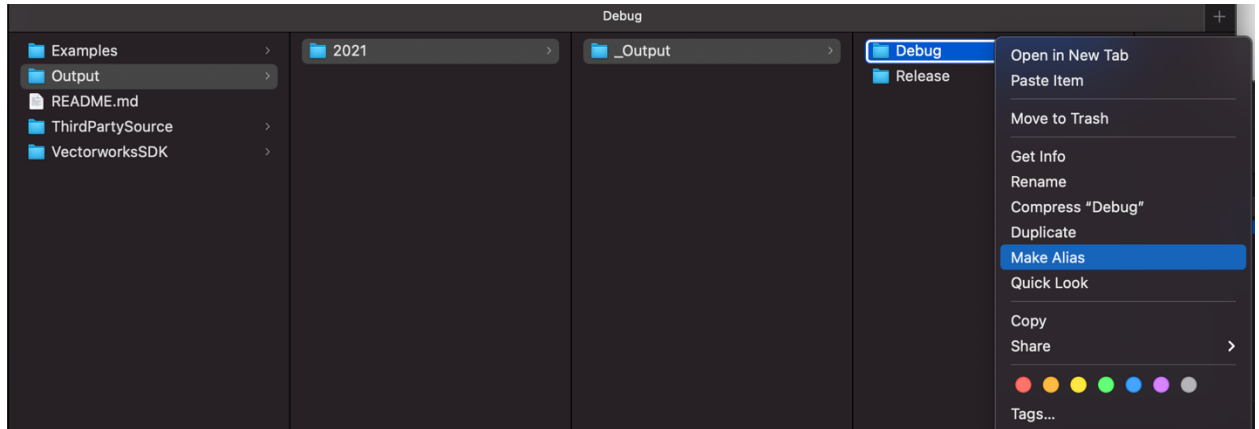 Debug
Examples
Output
README.md
ThirdPartySource
VectorworksSDK
2021
_Output
Debug
Release
Open in New Tab
Paste Item
Move to Trash
Get Info
Rename
Compress “Debug”
Duplicate
Make Alias
Quick Look
Copy
Share
Tags...